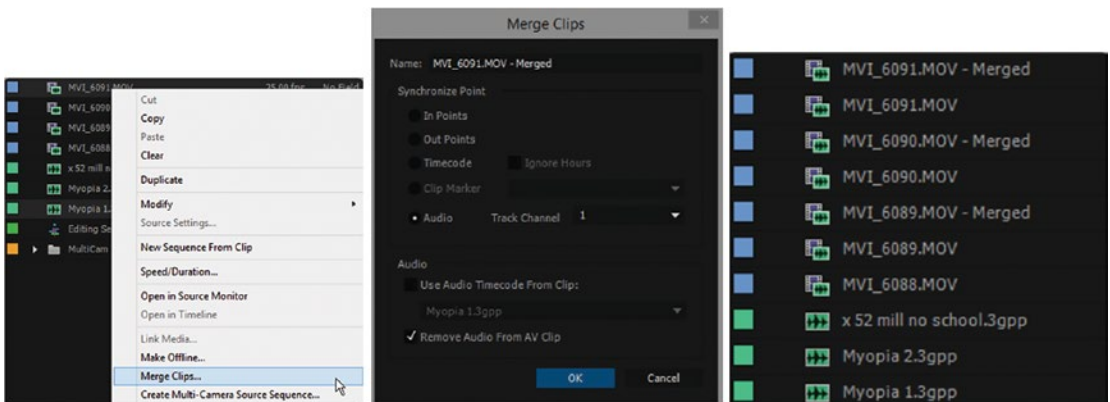 MVI_6091.MOV 25.00 fps No Field
MVI_6090
MVI_6089
MVI_6088
x 52 mill n
Myopia 2.
Myopia 1.
Editing Se
MultiCam
Cut
Copy
Paste
Clear
Duplicate
Modify
Source Settings...
New Sequence From Clip
Speed/Duration...
Open in Source Monitor
Open in Timeline
Link Media...
Make Offline...
Merge Clips...
Create Multi-Camera Source Sequence...
Merge Clips
Name: MVI_6091.MOV - Merged
Synchronize Point
In Points
Out Points
Timecode Ignore Hours
Clip Marker
Audio Track Channel 1
Audio
Use Audio Timecode From Clip:
Myopia 1.3gpp
Remove Audio From AV Clip
OK Cancel
MVI_6091.MOV - Merged
MVI_6091.MOV
MVI_6090.MOV - Merged
MVI_6090.MOV
MVI_6089.MOV - Merged
MVI_6089.MOV
MVI_6088.MOV
x 52 mill no school.3gpp
Myopia 2.3gpp
Myopia 1.3gpp